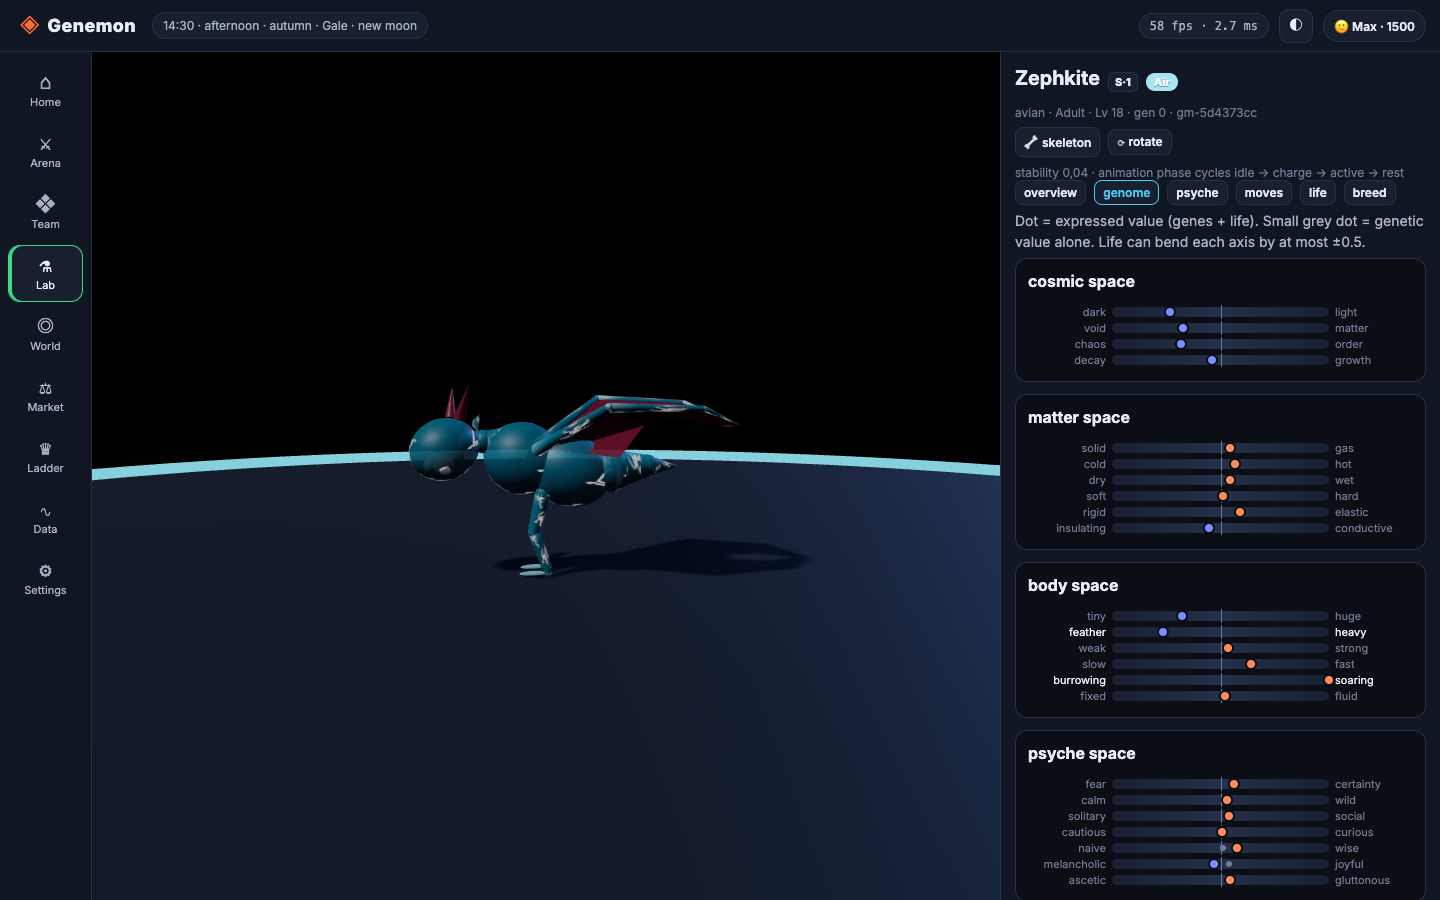 Genemon
14:30 · afternoon · autumn · Gale · new moon
58 fps · 2.7 ms
Max · 1500
Home
Arena
Team
Lab
World
Market
Ladder
Data
Settings
Zephkite S·1 Air
avian · Adult · Lv 18 · gen 0 · gm-5d4373cc
skeleton
rotate
stability 0,04 · animation phase cycles idle → charge → active → rest
overview genome psyche moves life breed
Dot = expressed value (genes + life). Small grey dot = genetic
value alone. Life can bend each axis by at most ±0.5.
cosmic space
dark light
void matter
chaos order
decay growth
matter space
solid gas
cold hot
dry wet
soft hard
rigid elastic
insulating conductive
body space
tiny huge
feather heavy
weak strong
slow fast
burrowing soaring
fixed fluid
psyche space
fear certainty
calm wild
solitary social
cautious curious
naive wise
melancholic joyful
ascetic gluttonous